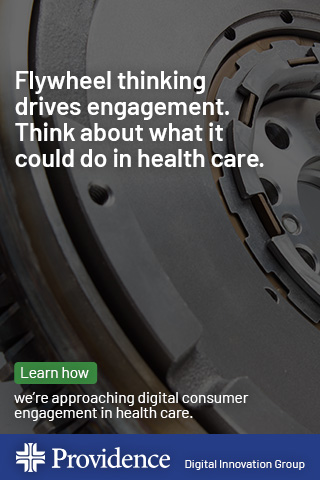 Flywheel thinking
drives engagement.
Think about what it
could do in health care.
Learn how
we’re approaching digital consumer
engagement in health care.
Providence Digital Innovation Group